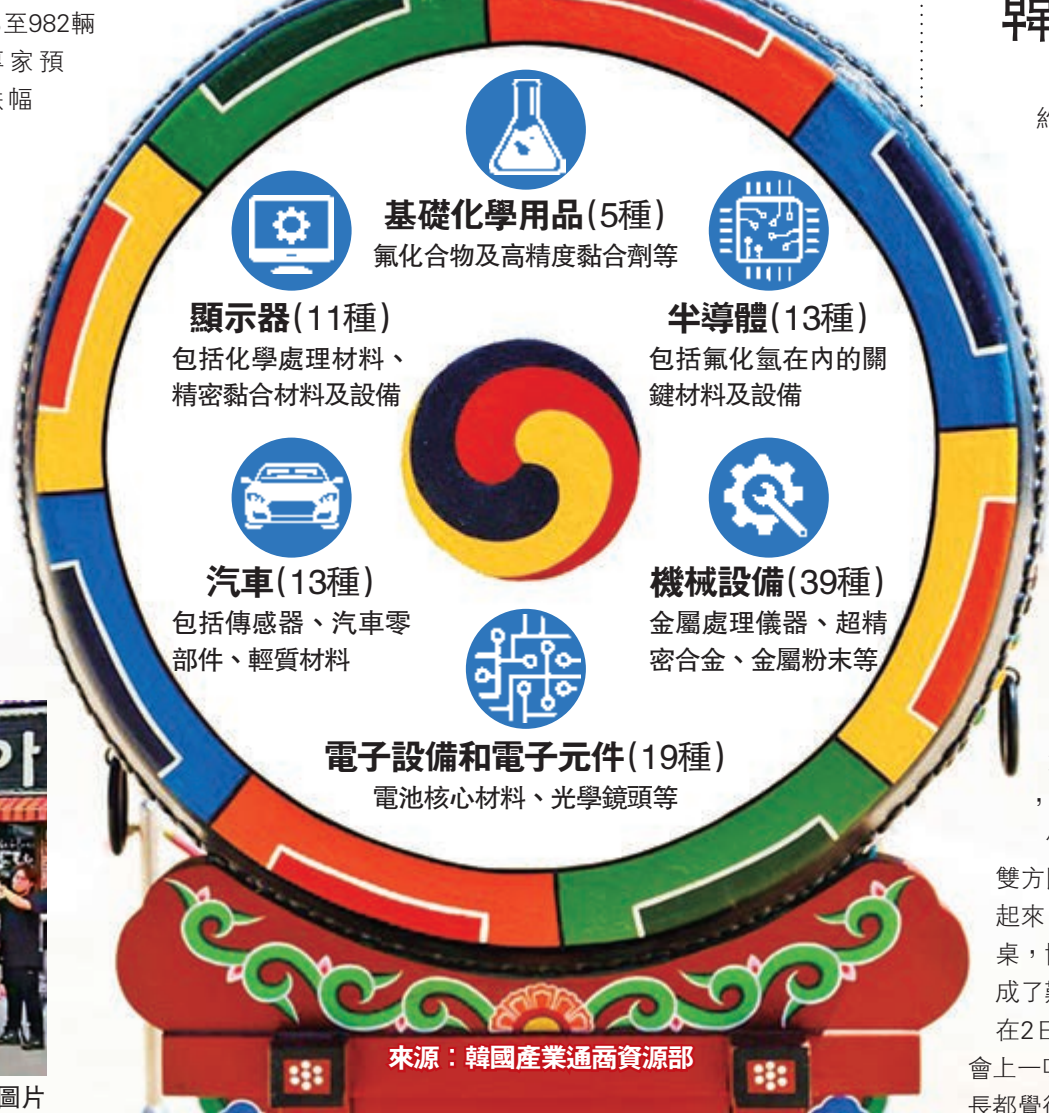 至982輛
家預
幅
韓
基礎化學用品(5種)
氟化合物及高精度黏合劑等
顯示器(11種)
包括化學處理材料、
精密黏合材料及設備
半導體(13種)
包括氟化氫在內的關
鍵材料及設備
汽車(13種)
包括傳感器、汽車零
部件、輕質材料
機械設備(39種)
金屬處理儀器、超精
密合金、金屬粉末等
電子設備和電子元件(19種)
電池核心材料、光學鏡頭等
來源：韓國產業通商資源部
圖片
，
雙方
起來
桌，
成了
在2日
會上一
長都覺